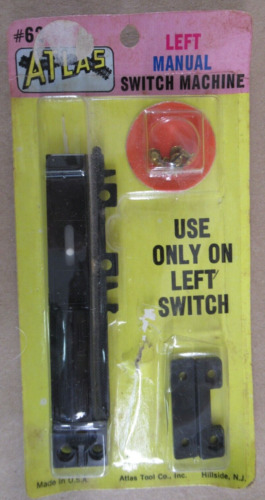 ATLAS
LEFT
MANUAL
SWITCH MACHINE
USE
ONLY ON
LEFT
SWITCH
Made in U.S.A. Atlas Tool Co., Inc. Hillside, N.J.